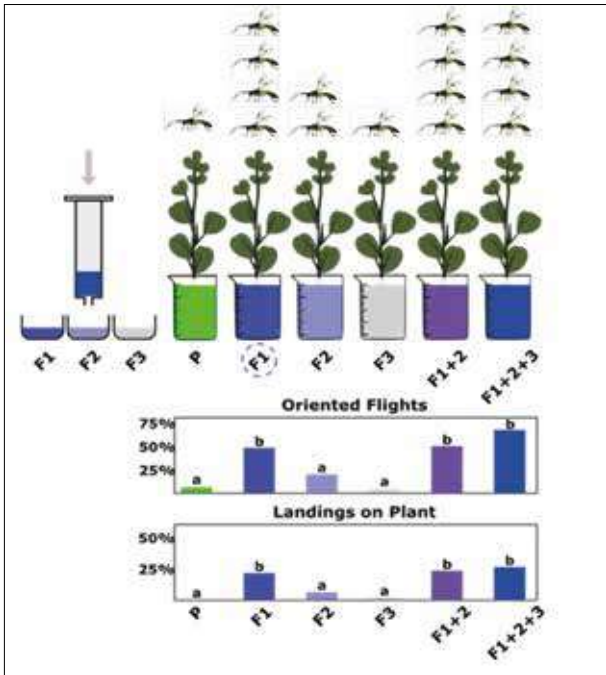 F1 F2 F3 P F1 F2 F3 F1+2 F1+2+3
Oriented Flights
75%
50%
25%
a b a a b b
Landings on Plant
50%
25%
a b a a b b
P F1 F2 F3 F1+2 F1+2+3